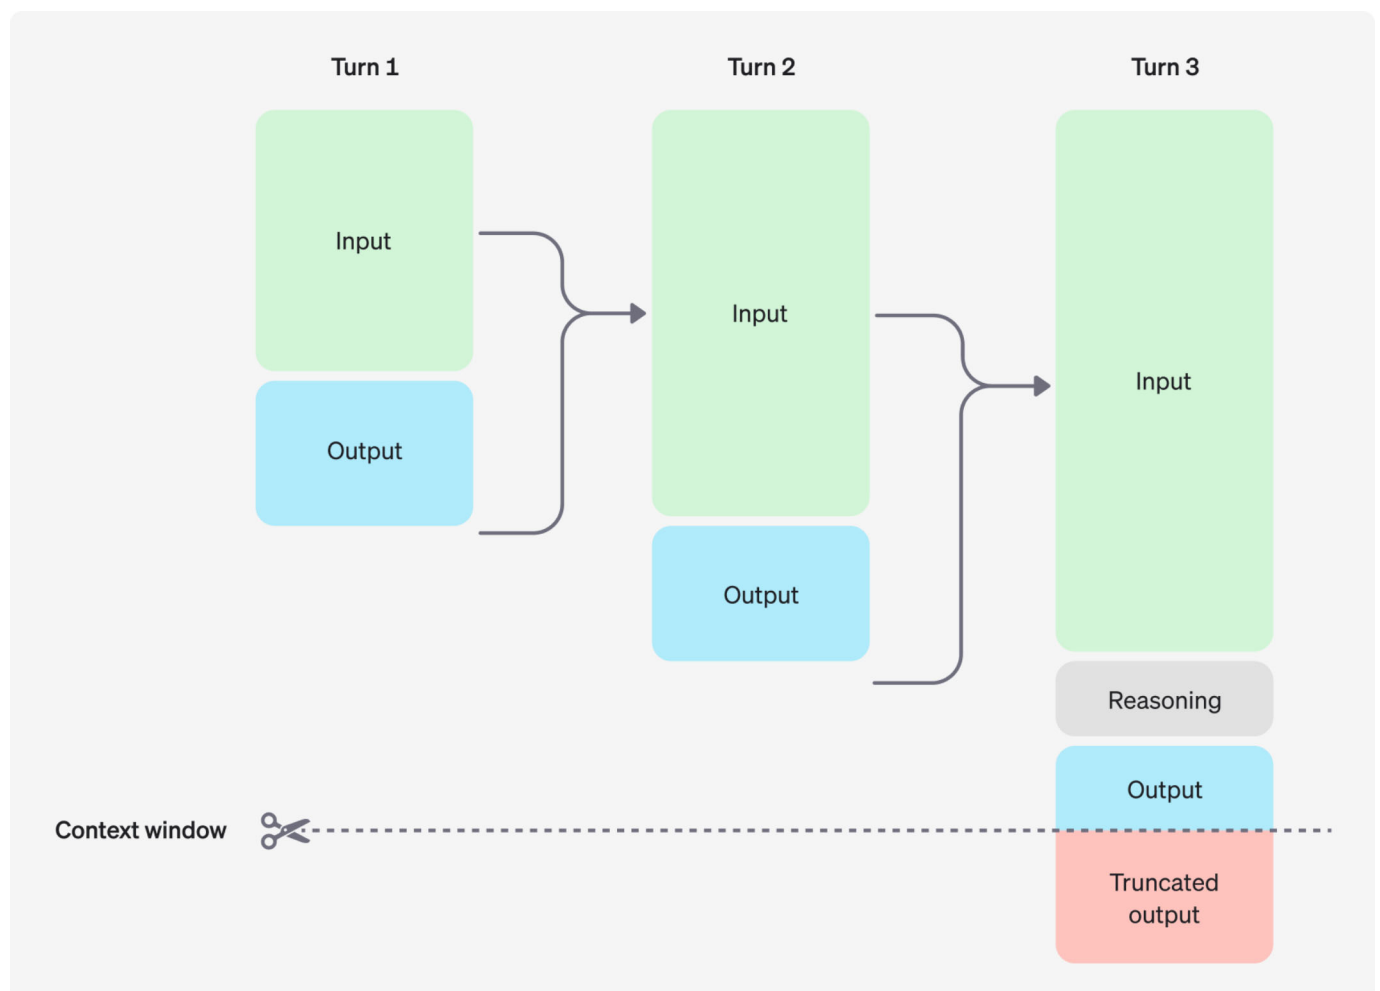 Turn 1
Turn 2
Turn 3
Input
Input
Input
Output
Output
Reasoning
Output
Context window
Truncated
output